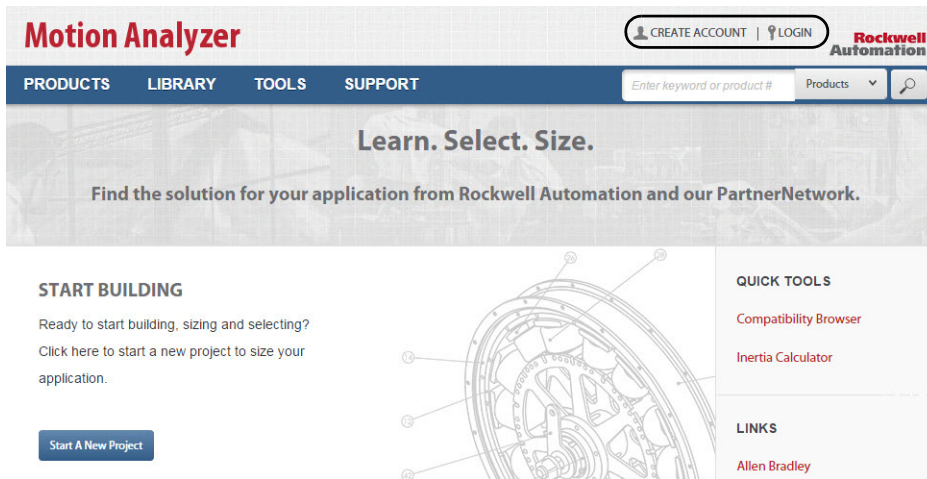 Motion Analyzer
CREATE ACCOUNT | LOGIN
Rockwell
Automation
PRODUCTS LIBRARY TOOLS SUPPORT
Enter keyword or product # Products
Learn. Select. Size.
Find the solution for your application from Rockwell Automation and our PartnerNetwork.
START BUILDING
Ready to start building, sizing and selecting?
Click here to start a new project to size your
application.
Start A New Project
QUICK TOOLS
Compatibility Browser
Inertia Calculator
LINKS
Allen Bradley